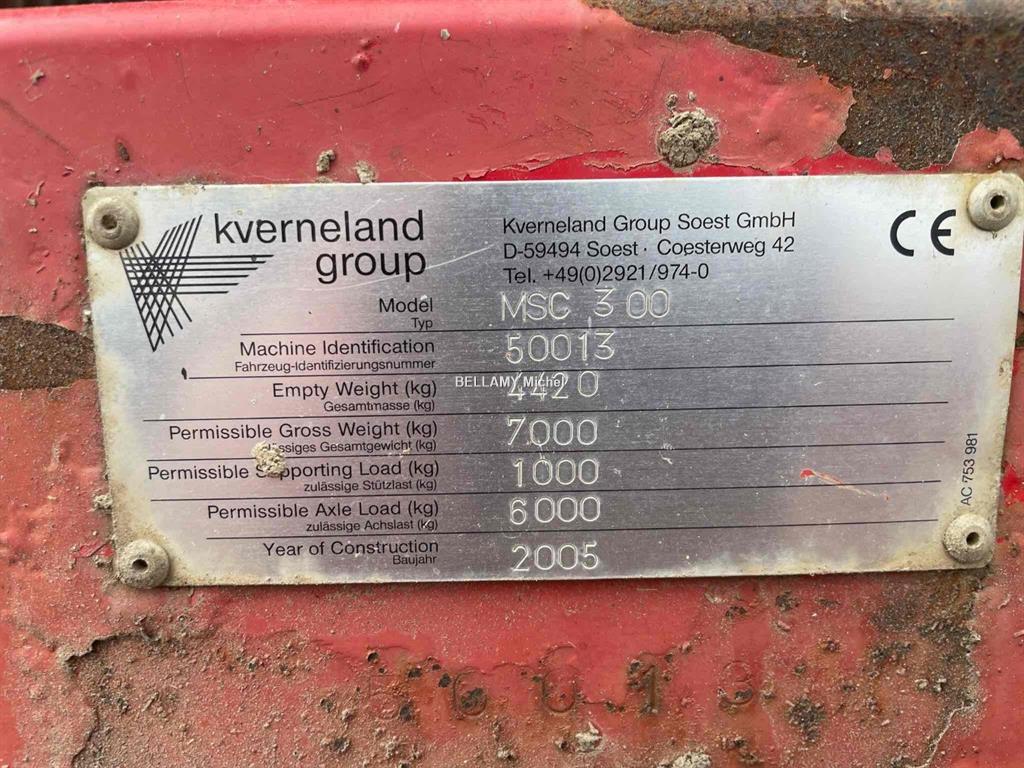 kverneland
group
Kverneland Group Soest GmbH
D-59494 Soest · Coesterweg 42
Tel. +49(0)2921/974-0
CE
Model
Typ
MSC 300
Machine Identification
Fahrzeug-Identifizierungsnummer
50013
Empty Weight (kg)
Gesamtmasse (kg)
4420
BELLAMY Michel
Permissible Gross Weight (kg)
Gesamtgewicht (kg)
7000
Permissible Supporting Load (kg)
zulässige Stützlast (kg)
1000
Permissible Axle Load (kg)
zulässige Achslast (kg)
6000
Year of Construction
Baujahr
2005
AC 753 981